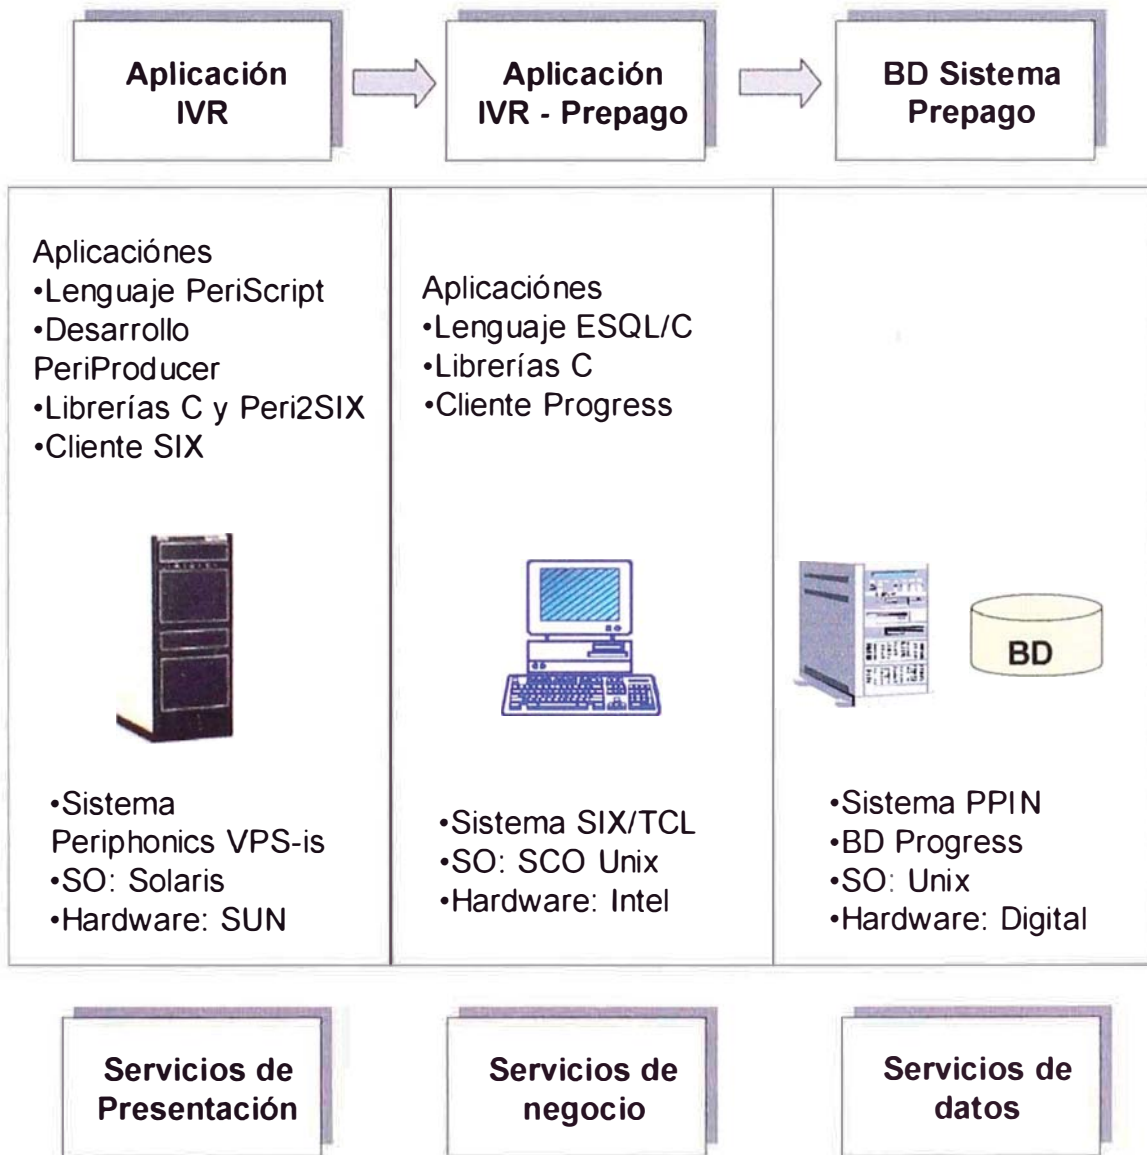 Aplicación
IVR
Aplicación
IVR - Prepago
BD Sistema
Prepago
Aplicaciónes
•Lenguaje PeriScript
•Desarrollo
PeriProducer
•Librerías C y Peri2SIX
•Cliente SIX
Aplicaciónes
•Lenguaje ESQL/C
•Librerías C
•Cliente Progress
BD
•Sistema
Periphonics VPS-is
•SO: Solaris
•Hardware: SUN
•Sistema SIX/TCL
•SO: SCO Unix
•Hardware: Intel
•Sistema PPIN
•BD Progress
•SO: Unix
•Hardware: Digital
Servicios de
Presentación
Servicios de
negocio
Servicios de
datos